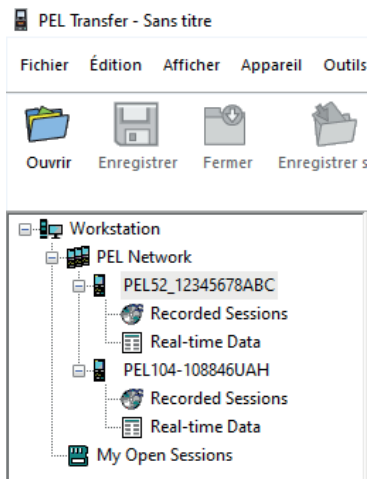 PEL Transfer - Sans titre
Fichier Édition Afficher Appareil Outils
Ouvrir Enregistrer Fermer Enregistrer s
Workstation
PEL Network
PEL52_12345678ABC
Recorded Sessions
Real-time Data
PEL104-108846UAH
Recorded Sessions
Real-time Data
My Open Sessions